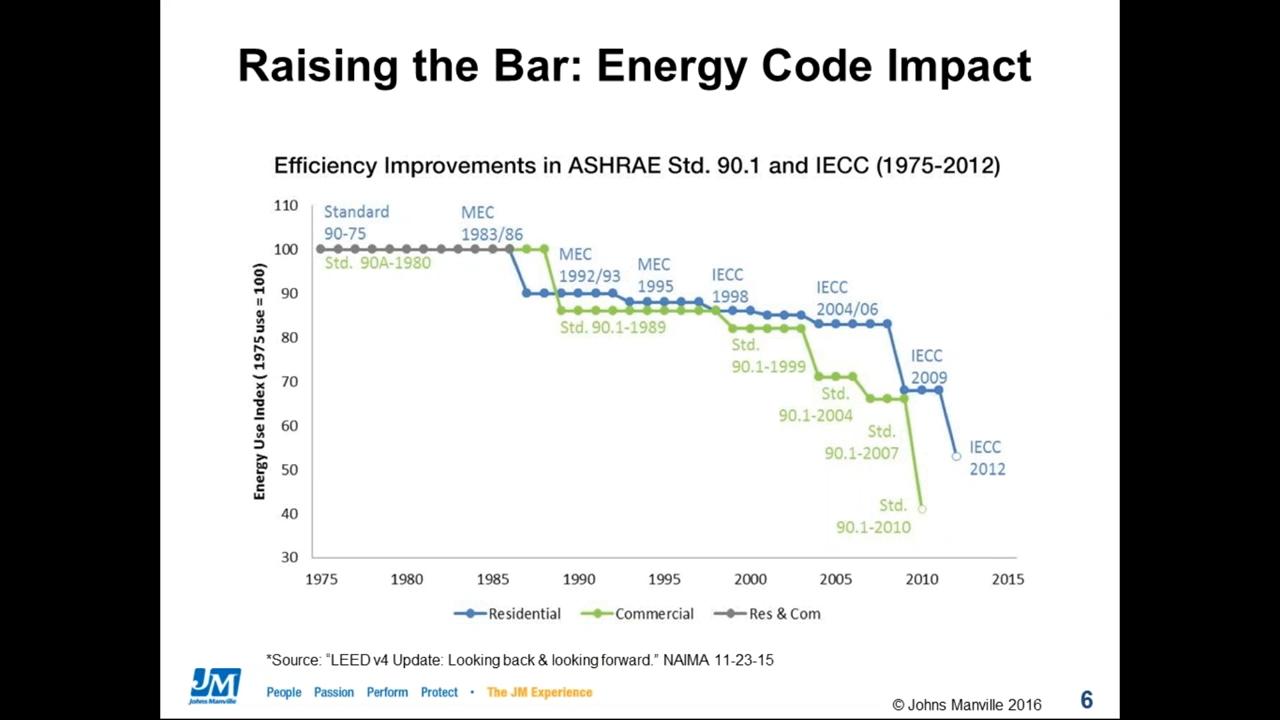 Raising the Bar: Energy Code Impact
Efficiency Improvements in ASHRAE Std. 90.1 and IECC (1975-2012)
Energy Use Index ( 1975 use = 100)
110
100
90
80
70
60
50
40
30
Standard
90-75
Std. 90A-1980
MEC
1983/86
MEC
1992/93
MEC
1995
IECC
1998
IECC
2004/06
Std. 90.1-1989
Std.
90.1-1999
IECC
2009
Std.
90.1-2004
Std.
90.1-2007
IECC
2012
Std.
90.1-2010
1975 1980 1985 1990 1995 2000 2005 2010 2015
Residential Commercial Res & Com
*Source: “LEED v4 Update: Looking back & looking forward.” NAIMA 11-23-15
JM
Johns Manville
People Passion Perform Protect • The JM Experience
© Johns Manville 2016
6